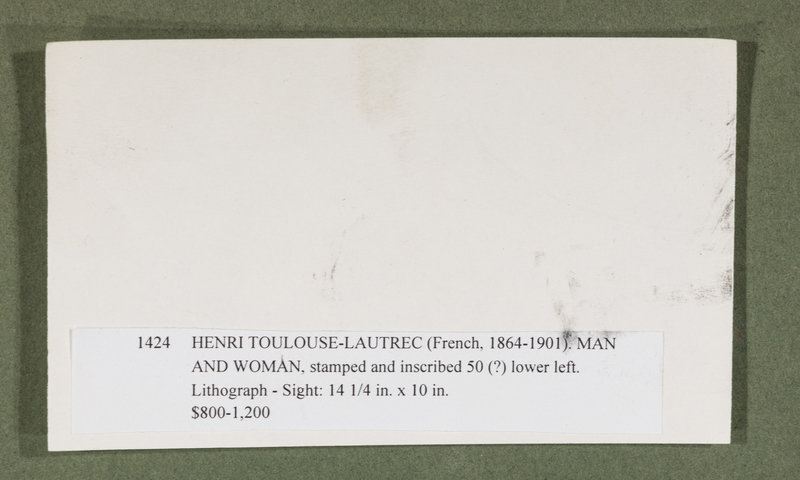 1424 HENRI TOULOUSE-LAUTREC (French, 1864-1901). MAN
AND WOMAN, stamped and inscribed 50 (?) lower left.
Lithograph - Sight: 14 1/4 in. x 10 in.
$800-1,200